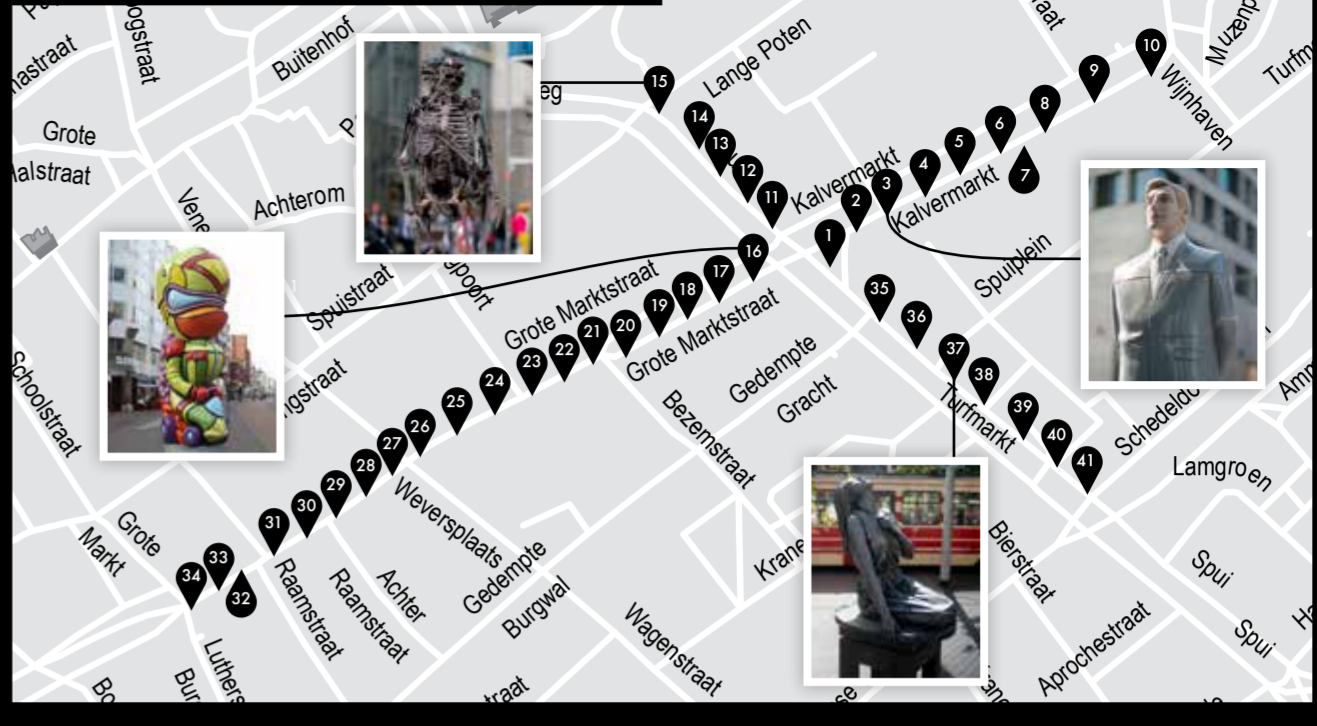 Buitenhof
Lange Poten
10
9
15
8
14
6
Wijnhaven
13
5
Grote
12
4
7
Kalvermarkt
3
11
2
Kalvermarkt
Achterom
1
16
Spuiplein
17
35
18
Spuistraat
Grote Marktstraat
19
36
20
21
Grote Marktstraat
22
37
23
38
Gedempte
Gracht
24
25
39
Turfmarkt
26
40
27
Bezemstraat
41
28
Schoolstraat
Lamgroen
29
Weversplaats
30
31
Grote
Markt
33
34
32
Raamstraat
Achter
Raamstraat
Gedempte
Burgwal
Bierstraat
Spui
Wagenstraat
Aprochestraat
Spui